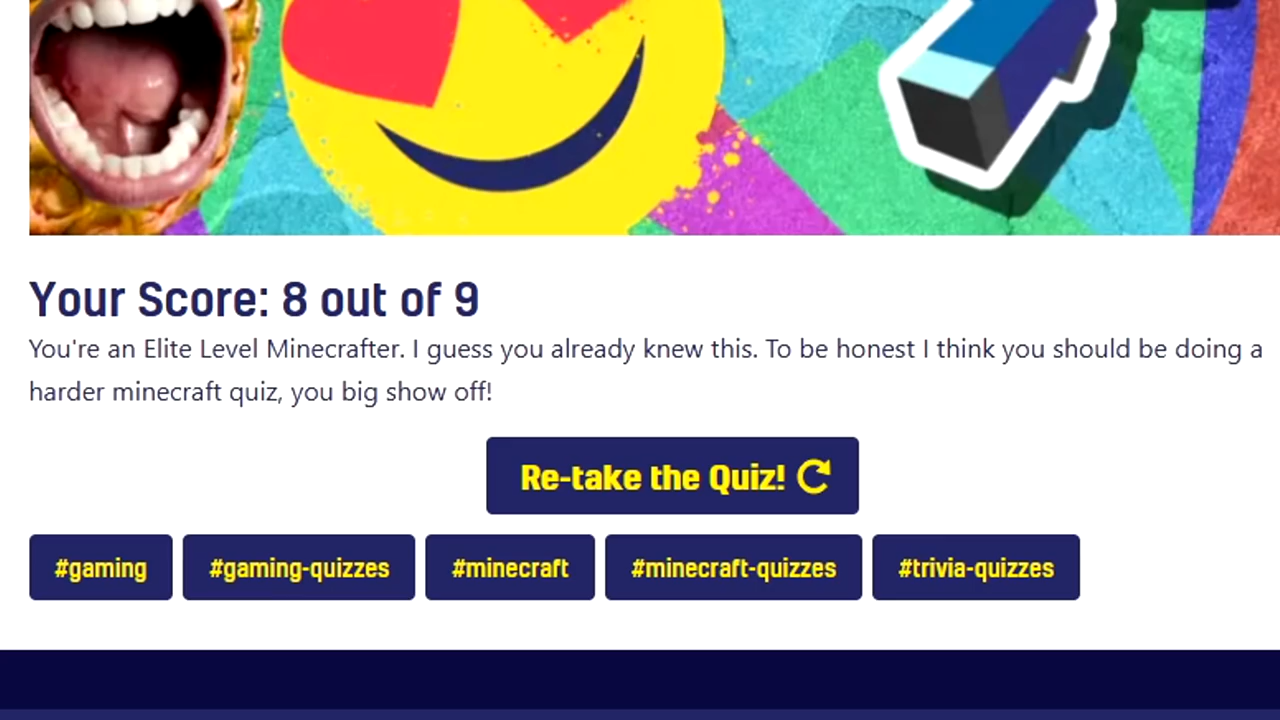 Your Score: 8 out of 9
You're an Elite Level Minecrafter. I guess you already knew this. To be honest I think you should be doing a
harder minecraft quiz, you big show off!
Re-take the Quiz!
#gaming #gaming-quizzes #minecraft #minecraft-quizzes #trivia-quizzes